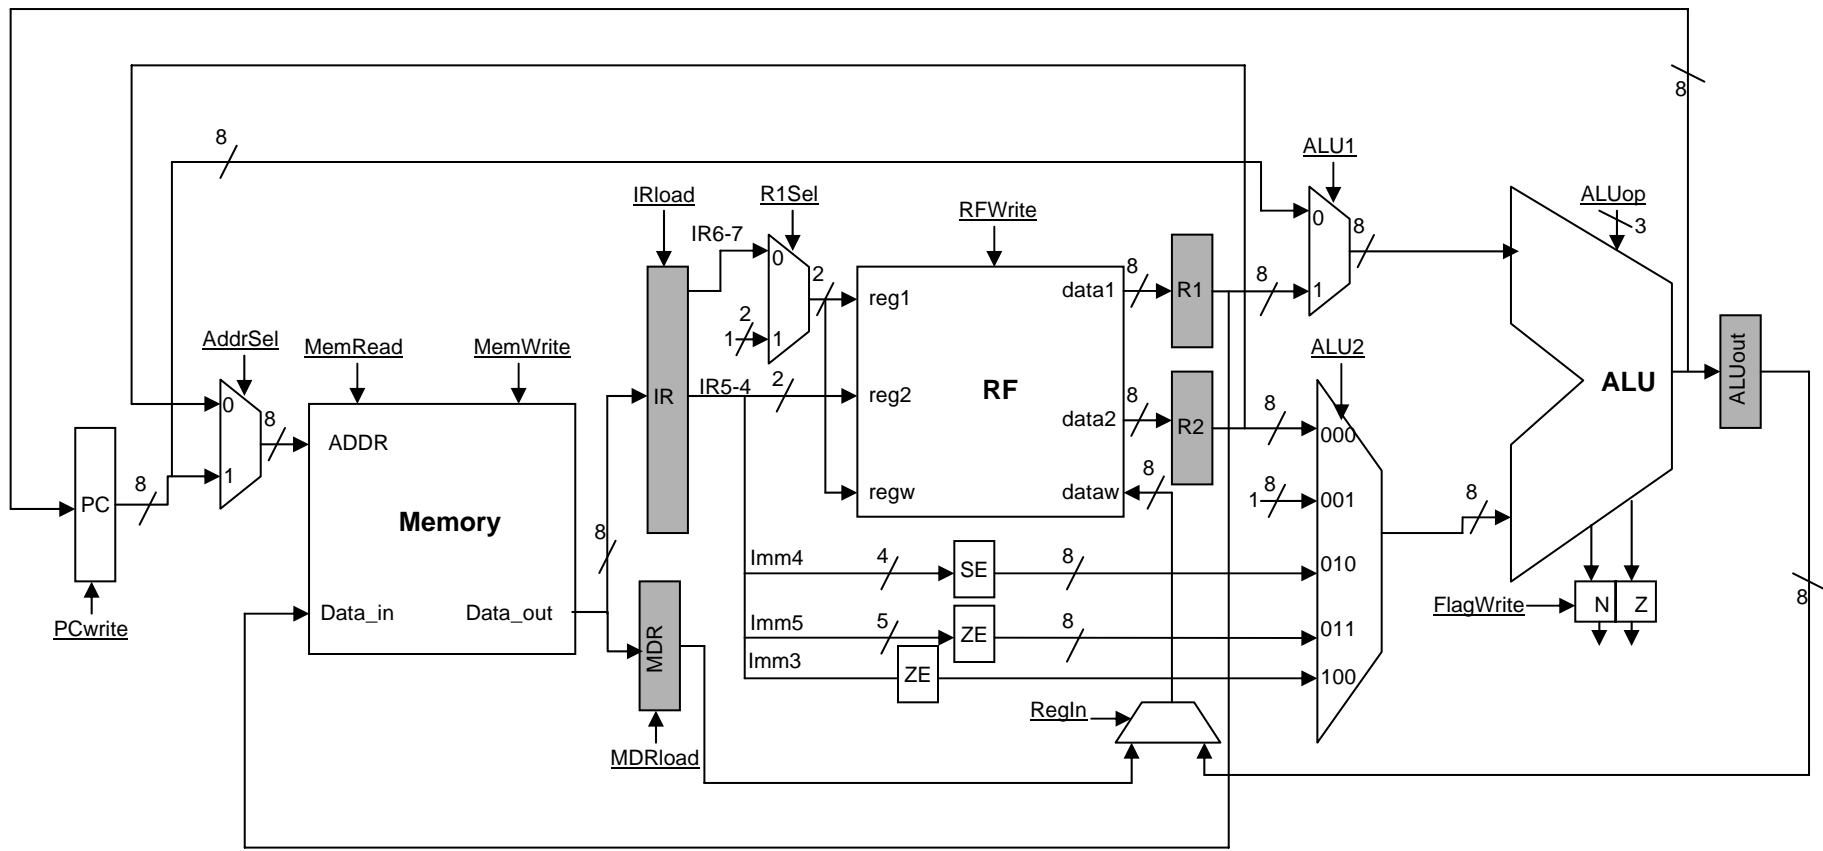 8
8
ALU1
IRload
R1Sel
RFWrite
ALUop
3
IR6-7
0
0
8
8
8
2
data1
R1
8
1
reg1
2
1
1
AddrSel
MemRead
MemWrite
ALU2
IR5-4
2
RF
ALU
ALUout
IR
reg2
8
data2
R2
8
000
0
8
ADDR
1
8
PC
8
regw
dataw
8
1
001
8
Memory
8
Imm4
4
SE
8
010
Data_in
Data_out
PCwrite
MDR
Imm5
5
ZE
8
011
FlagWrite
N
Z
8
Imm3
ZE
100
RegIn
MDRload